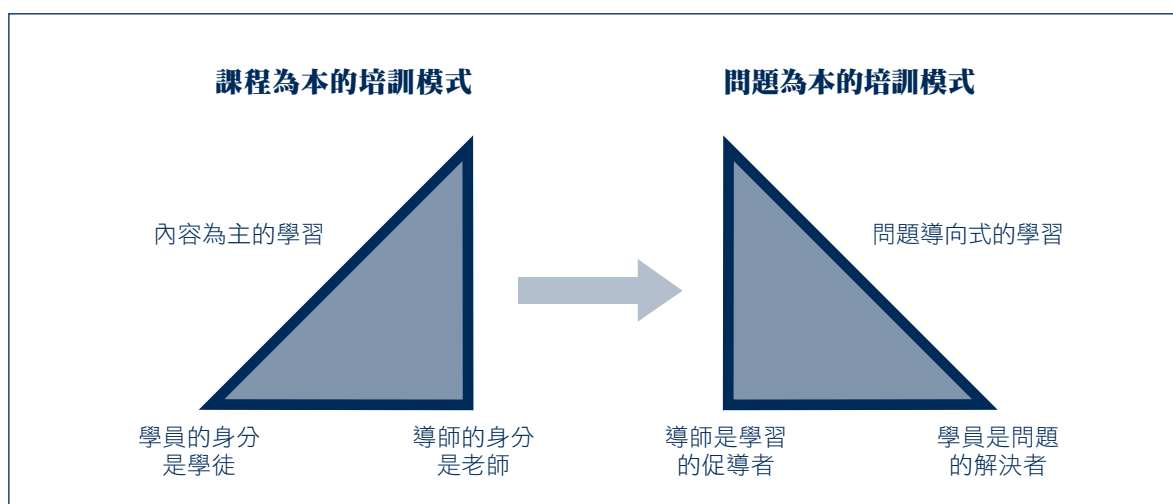 課程為本的培訓模式
問題為本的培訓模式
內容為主的學習
問題導向式的學習
學員的身分
是學徒
導師的身分
是老師
導師是學習
的促導者
學員是問題
的解決者